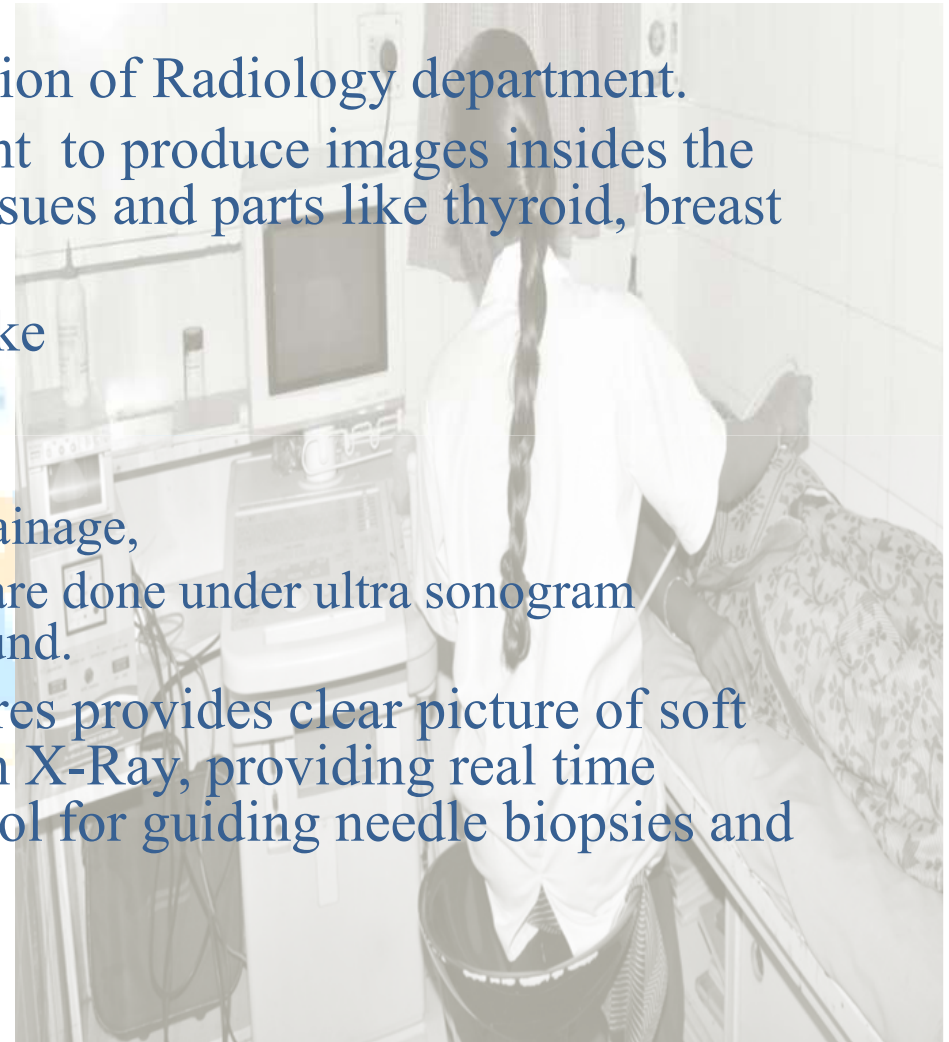 ion of Radiology department.
nt to produce images insides the
ssues and parts like thyroid, breast
ke
ainage,
are done under ultra sonogram
und.
res provides clear picture of soft
n X-Ray, providing real time
ol for guiding needle biopsies and